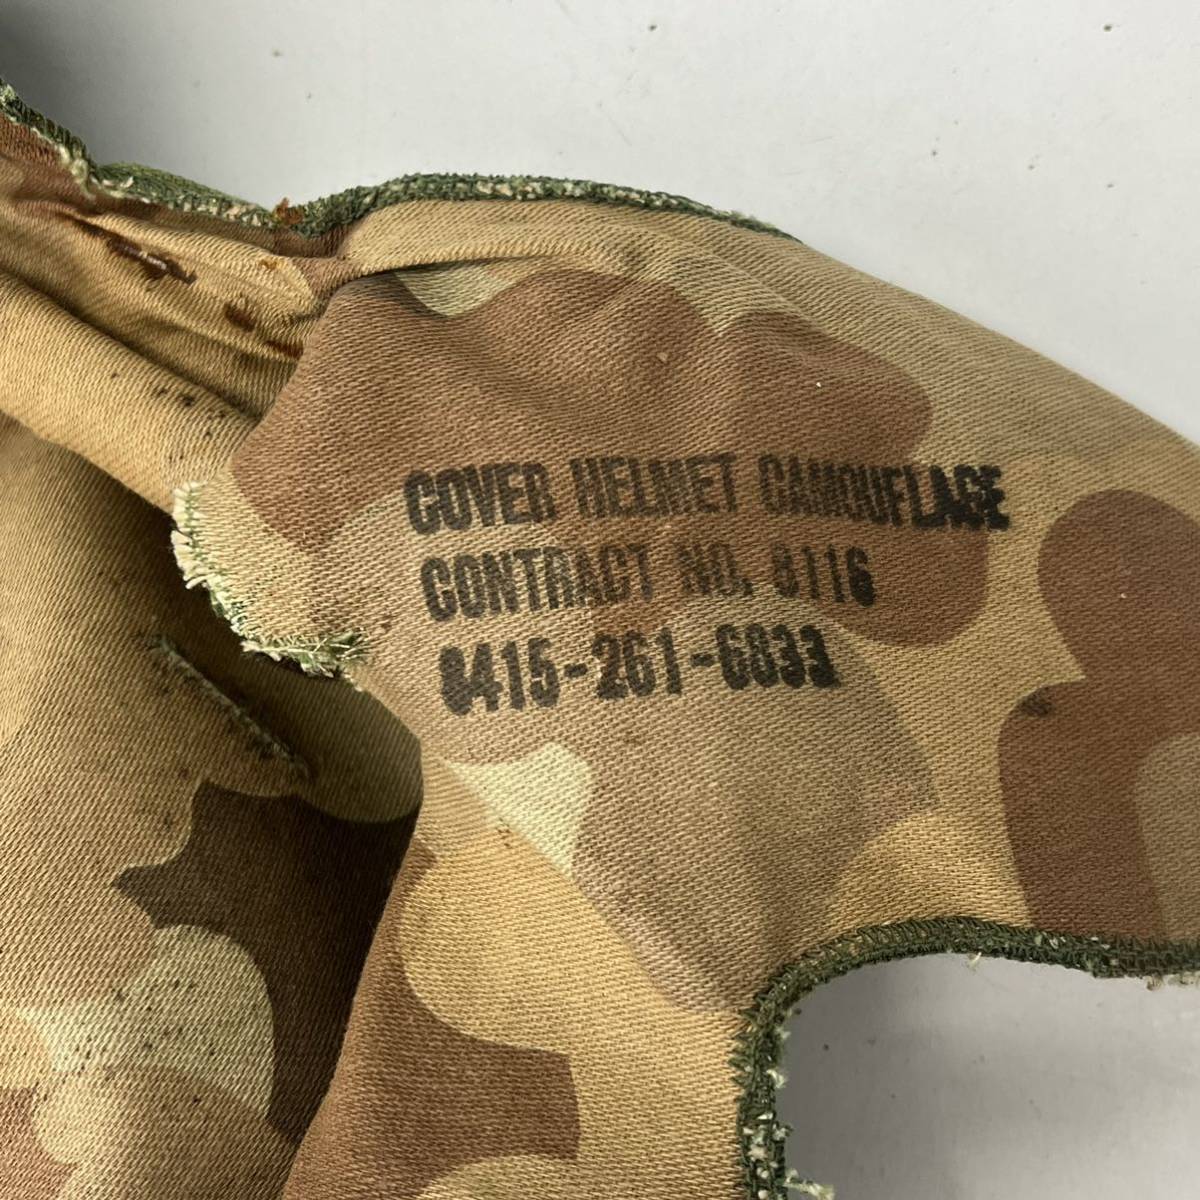 COVER HELMET CAMOUFLAGE
CONTRACT NO. 8116
8415-261-6833